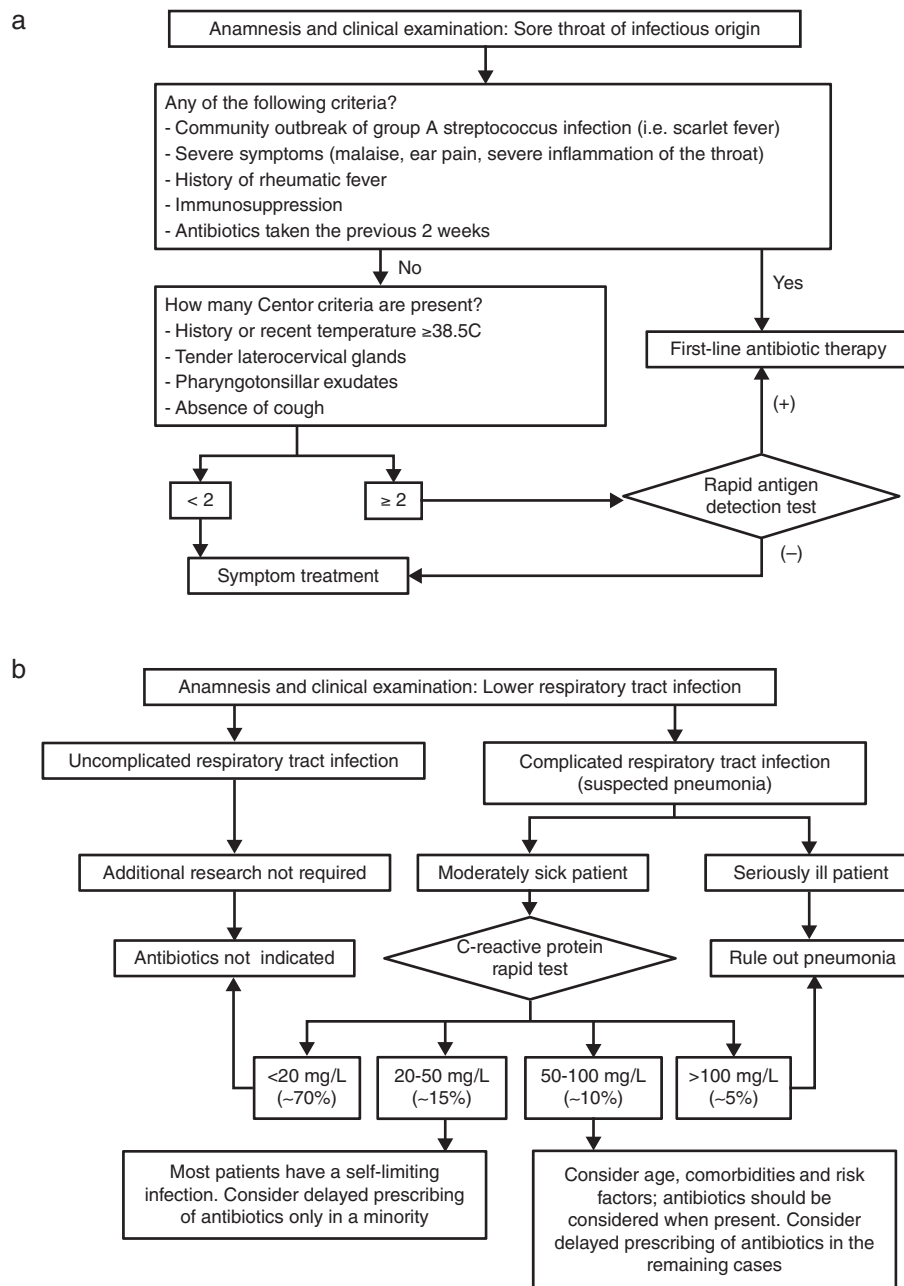 a
Anamnesis and clinical examination: Sore throat of infectious origin
Any of the following criteria?
- Community outbreak of group A streptococcus infection (i.e. scarlet fever)
- Severe symptoms (malaise, ear pain, severe inflammation of the throat)
- History of rheumatic fever
- Immunosuppression
- Antibiotics taken the previous 2 weeks
No
Yes
How many Centor criteria are present?
- History or recent temperature ≥38.5C
- Tender laterocervical glands
- Pharyngotonsillar exudates
- Absence of cough
First-line antibiotic therapy
(+)
< 2
≥ 2
Rapid antigen
detection test
(–)
Symptom treatment
b
Anamnesis and clinical examination: Lower respiratory tract infection
Uncomplicated respiratory tract infection
Complicated respiratory tract infection
(suspected pneumonia)
Additional research not required
Moderately sick patient
Seriously ill patient
Antibiotics not indicated
C-reactive protein
rapid test
Rule out pneumonia
<20 mg/L
(~70%)
20-50 mg/L
(~15%)
50-100 mg/L
(~10%)
>100 mg/L
(~5%)
Most patients have a self-limiting
infection. Consider delayed prescribing
of antibiotics only in a minority
Consider age, comorbidities and risk
factors; antibiotics should be
considered when present. Consider
delayed prescribing of antibiotics in the
remaining cases